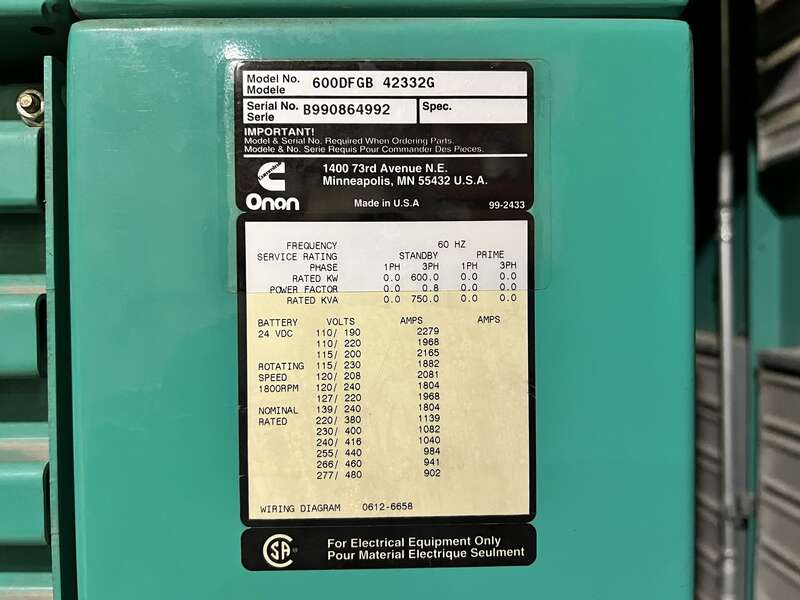 Model No. 600DFGB 42332G
Modele
Serial No. B990864992 Spec.
Serie
IMPORTANT!
Model & Serial No. Required When Ordering Parts.
Modele & No. Serie Requis Pour Commander Des Pieces.
1400 73rd Avenue N.E.
Minneapolis, MN 55432 U.S.A.
Onan Made in U.S.A 99-2433
FREQUENCY 60 HZ
SERVICE RATING STANDBY PRIME
PHASE 1PH 3PH 1PH 3PH
RATED KW 0.0 600.0 0.0 0.0
POWER FACTOR 0.0 0.8 0.0 0.0
RATED KVA 0.0 750.0 0.0 0.0
BATTERY VOLTS AMPS AMPS
24 VDC 110/ 190 2279
110/ 220 1968
115/ 200 2165
ROTATING 115/ 230 1882
SPEED 120/ 208 2081
1800RPM 120/ 240 1804
127/ 220 1968
NOMINAL 139/ 240 1804
RATED 220/ 380 1139
230/ 400 1082
240/ 416 1040
255/ 440 984
266/ 460 941
277/ 480 902
WIRING DIAGRAM 0612-6658
CSA ® For Electrical Equipment Only
Pour Material Electrique Seulment